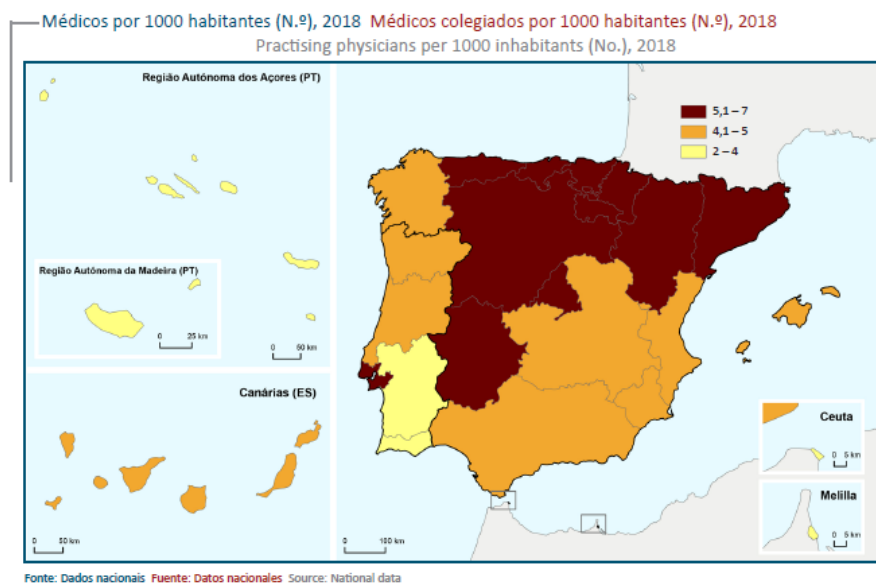 Médicos por 1000 habitantes (N.º), 2018 Médicos colegiados por 1000 habitantes (N.º), 2018
Practising physicians per 1000 inhabitants (No.), 2018
Região Autónoma dos Açores (PT)
5,1 – 7
4,1 – 5
2 – 4
Região Autónoma da Madeira (PT)
0 25 km
0 50 km
Canárias (ES)
0 50 km
0 100 km
Ceuta
0 5 km
Melilla
0 5 km
Fonte: Dados nacionais Fuente: Datos nacionales Source: National data